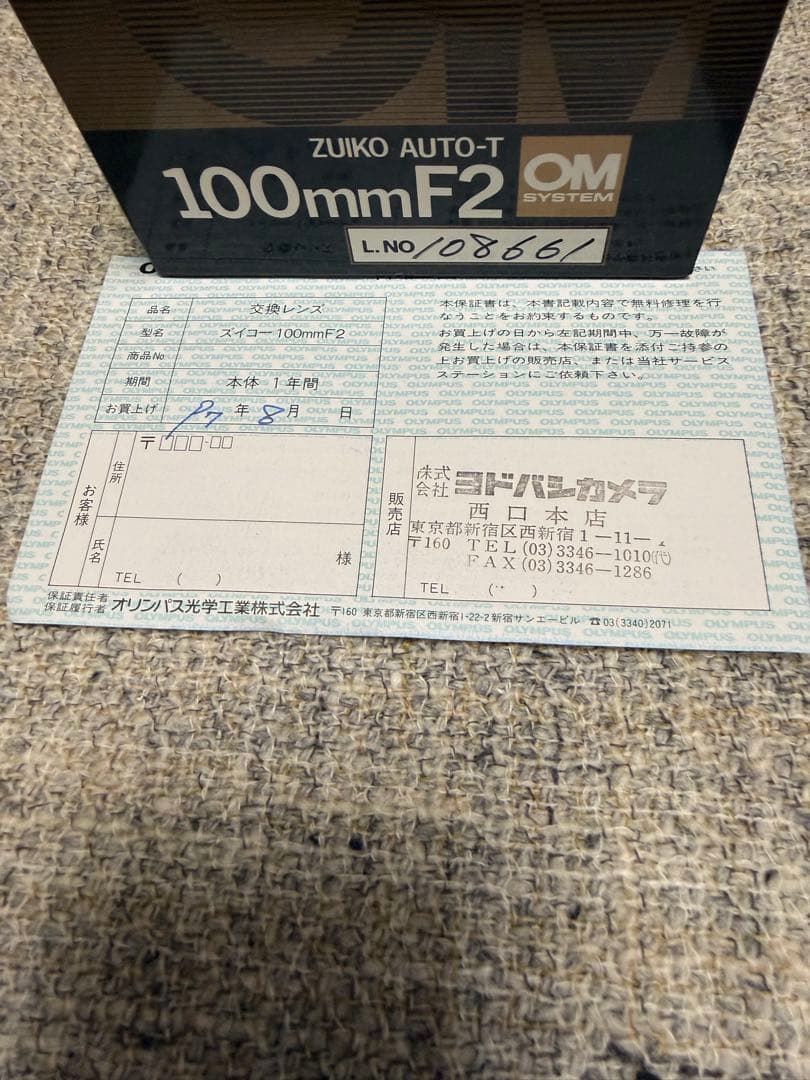 ZUIKO AUTO-T
100mmF2
OM
SYSTEM
L.NO 108661
品名 交換レンズ
型名 ズイコー100mmF2
商品No
期間 本体 1年間
お買上げ 97年 8月 日
本保証書は、本書記載内容で無料修理を行
なうことをお約束するものです。
お買上げの日から左記期間中、万一故障が
発生した場合は、本保証書を添付ご持参の
上お買上げの販売店、または当社サービス
ステーションにご依頼下さい。
お客様
住所
〒□□□-□□
氏名
様
TEL ( )
販売店
株式会社 ヨドバシカメラ
西口本店
東京都新宿区西新宿1-11-
〒160 TEL(03)3346-1010(代)
FAX(03)3346-1286
TEL ( )
保証責任者
保証履行者 オリンパス光学工業株式会社 〒160 東京都新宿区西新宿1-22-2 新宿サンエービル ☎03(3340)2071